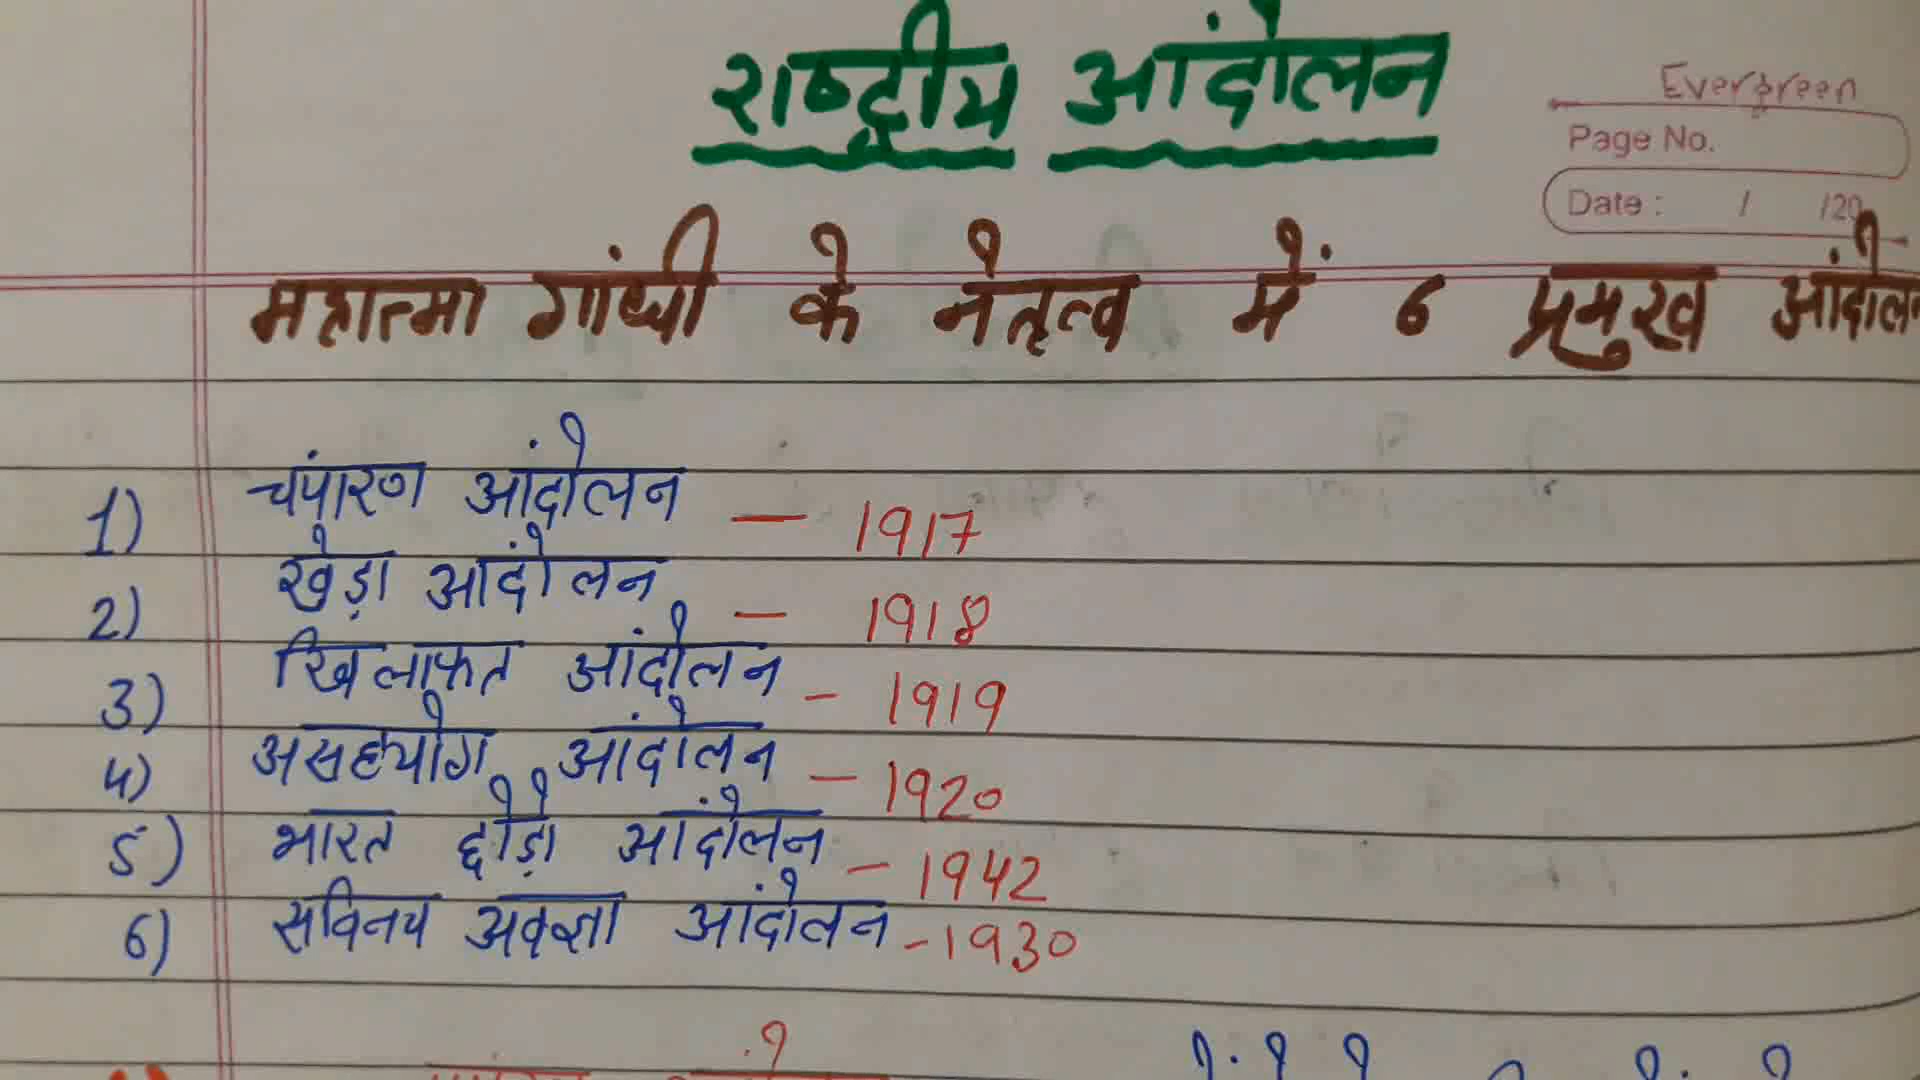 राष्ट्रीय आंदोलन
Evergreen
Page No.
Date : / /20
महात्मा गांधी के नेतृत्व में 6 प्रमुख आंदोलन
1) चंपारण आंदोलन — 1917
2) खेड़ा आंदोलन — 1918
3) खिलाफत आंदोलन - 1919
4) असहयोग आंदोलन — 1920
5) भारत छोड़ो आंदोलन — 1942
6) सविनय अवज्ञा आंदोलन - 1930